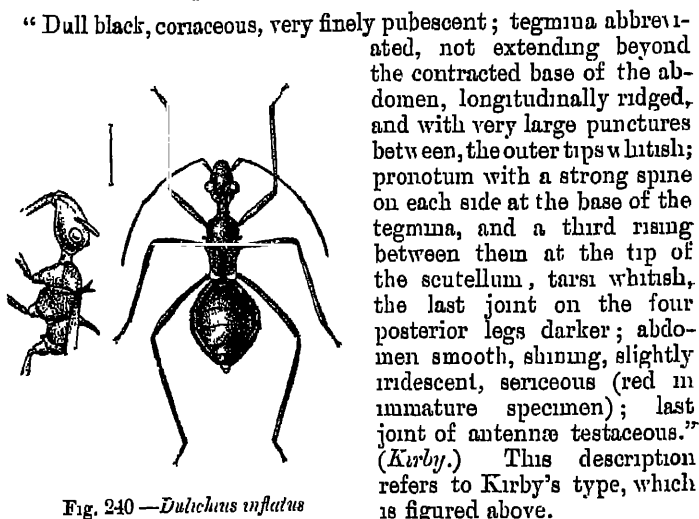 “ Dull black, coriaceous, very finely pubescent ; tegmina abbrevi-
ated, not extending beyond
the contracted base of the ab-
domen, longitudinally ridged,
and with very large punctures
between, the outer tips whitish;
pronotum with a strong spine
on each side at the base of the
tegmina, and a third rising
between them at the tip of
the scutellum, tarsi whitish,
the last joint on the four
posterior legs darker ; abdo-
men smooth, shining, slightly
iridescent, sericeous (red in
immature specimen) ; last
joint of antennæ testaceous.”
(Kirby.) This description
refers to Kirby’s type, which
is figured above.
Fig. 240 —Dulichius inflatus